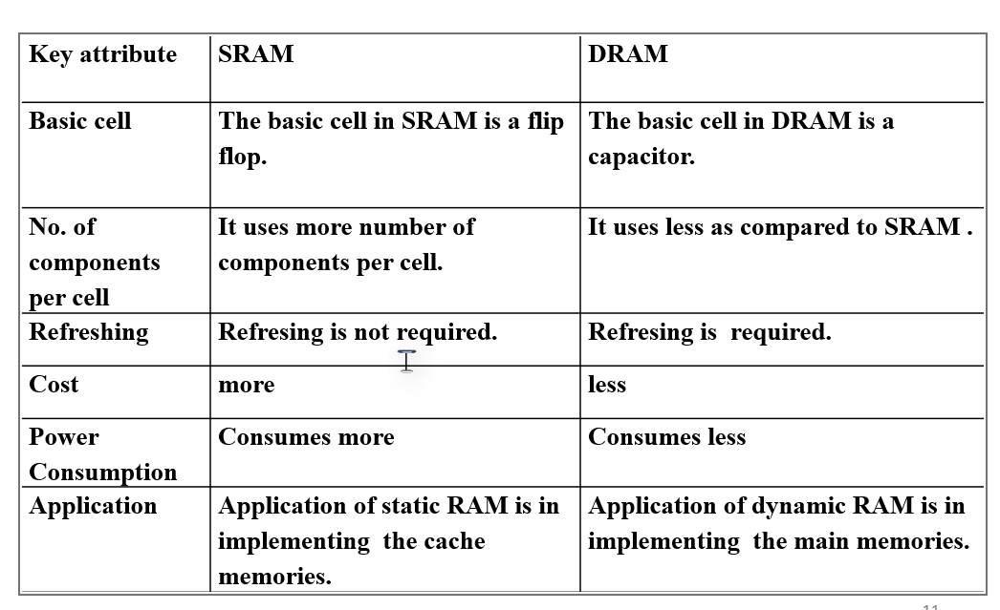 Key attribute SRAM DRAM
Basic cell The basic cell in SRAM is a flip The basic cell in DRAM is a
flop. capacitor.
No. of It uses more number of It uses less as compared to SRAM .
components components per cell.
per cell
Refreshing Refresing is not required. Refresing is  required.
Cost more less
Power Consumes more Consumes less
Consumption
Application Application of static RAM is in Application of dynamic RAM is in
implementing  the cache implementing  the main memories.
memories.